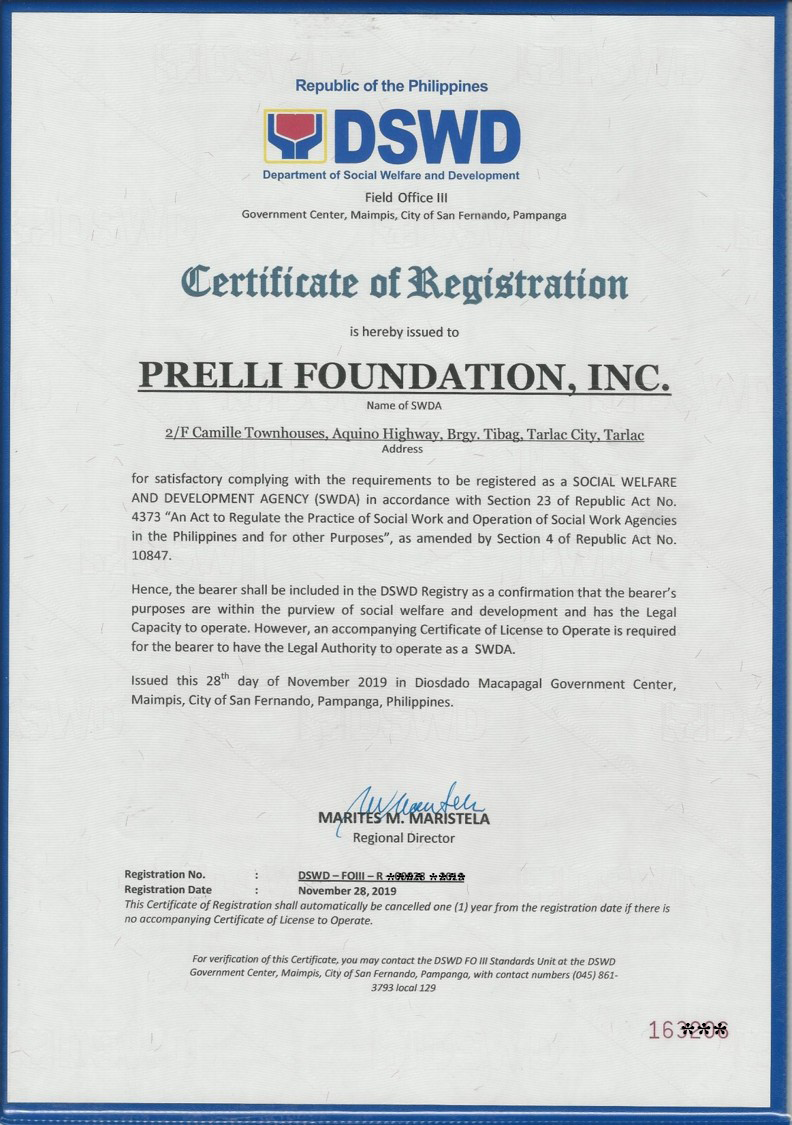 Republic of the Philippines
DSWD
Department of Social Welfare and Development
Field Office III
Government Center, Maimpis, City of San Fernando, Pampanga
Certificate of Registration
is hereby issued to
PRELLI FOUNDATION, INC.
Name of SWDA
2/F Camille Townhouses, Aquino Highway, Brgy. Tibag, Tarlac City, Tarlac
Address
for satisfactory complying with the requirements to be registered as a SOCIAL WELFARE
AND DEVELOPMENT AGENCY (SWDA) in accordance with Section 23 of Republic Act No.
4373 “An Act to Regulate the Practice of Social Work and Operation of Social Work Agencies
in the Philippines and for other Purposes”, as amended by Section 4 of Republic Act No.
10847.
Hence, the bearer shall be included in the DSWD Registry as a confirmation that the bearer’s
purposes are within the purview of social welfare and development and has the Legal
Capacity to operate. However, an accompanying Certificate of License to Operate is required
for the bearer to have the Legal Authority to operate as a SWDA.
Issued this 28th day of November 2019 in Diosdado Macapagal Government Center,
Maimpis, City of San Fernando, Pampanga, Philippines.
MARITES M. MARISTELA
Regional Director
Registration No. : DSWD – FOIII – R
Registration Date : November 28, 2019
This Certificate of Registration shall automatically be cancelled one (1) year from the registration date if there is
no accompanying Certificate of License to Operate.
For verification of this Certificate, you may contact the DSWD FO III Standards Unit at the DSWD
Government Center, Maimpis, City of San Fernando, Pampanga, with contact numbers (045) 861-
3793 local 129
163